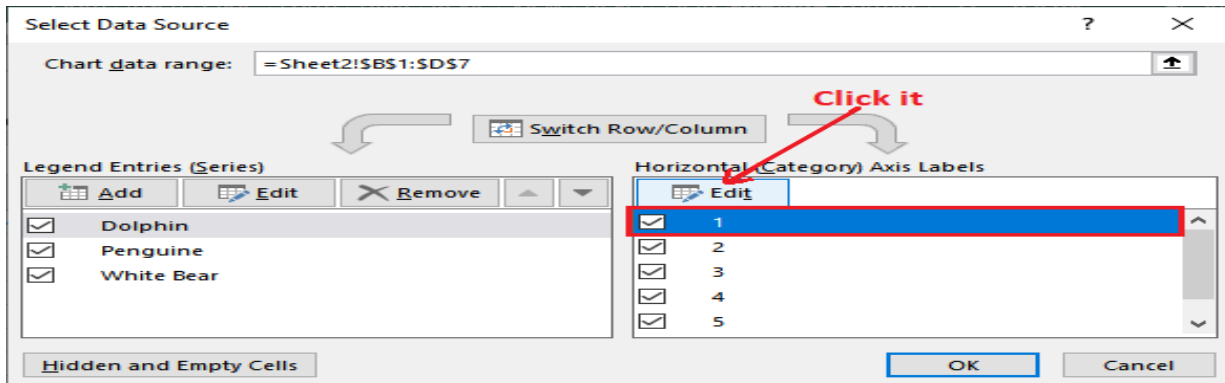 Select Data Source ?
Chart data range: =Sheet2!$B$1:$D$7
Click it
Switch Row/Column
Legend Entries (Series) Horizontal (Category) Axis Labels
Add Edit Remove Edit
Dolphin 1
Penguine 2
White Bear 3
4
5
Hidden and Empty Cells OK Cancel